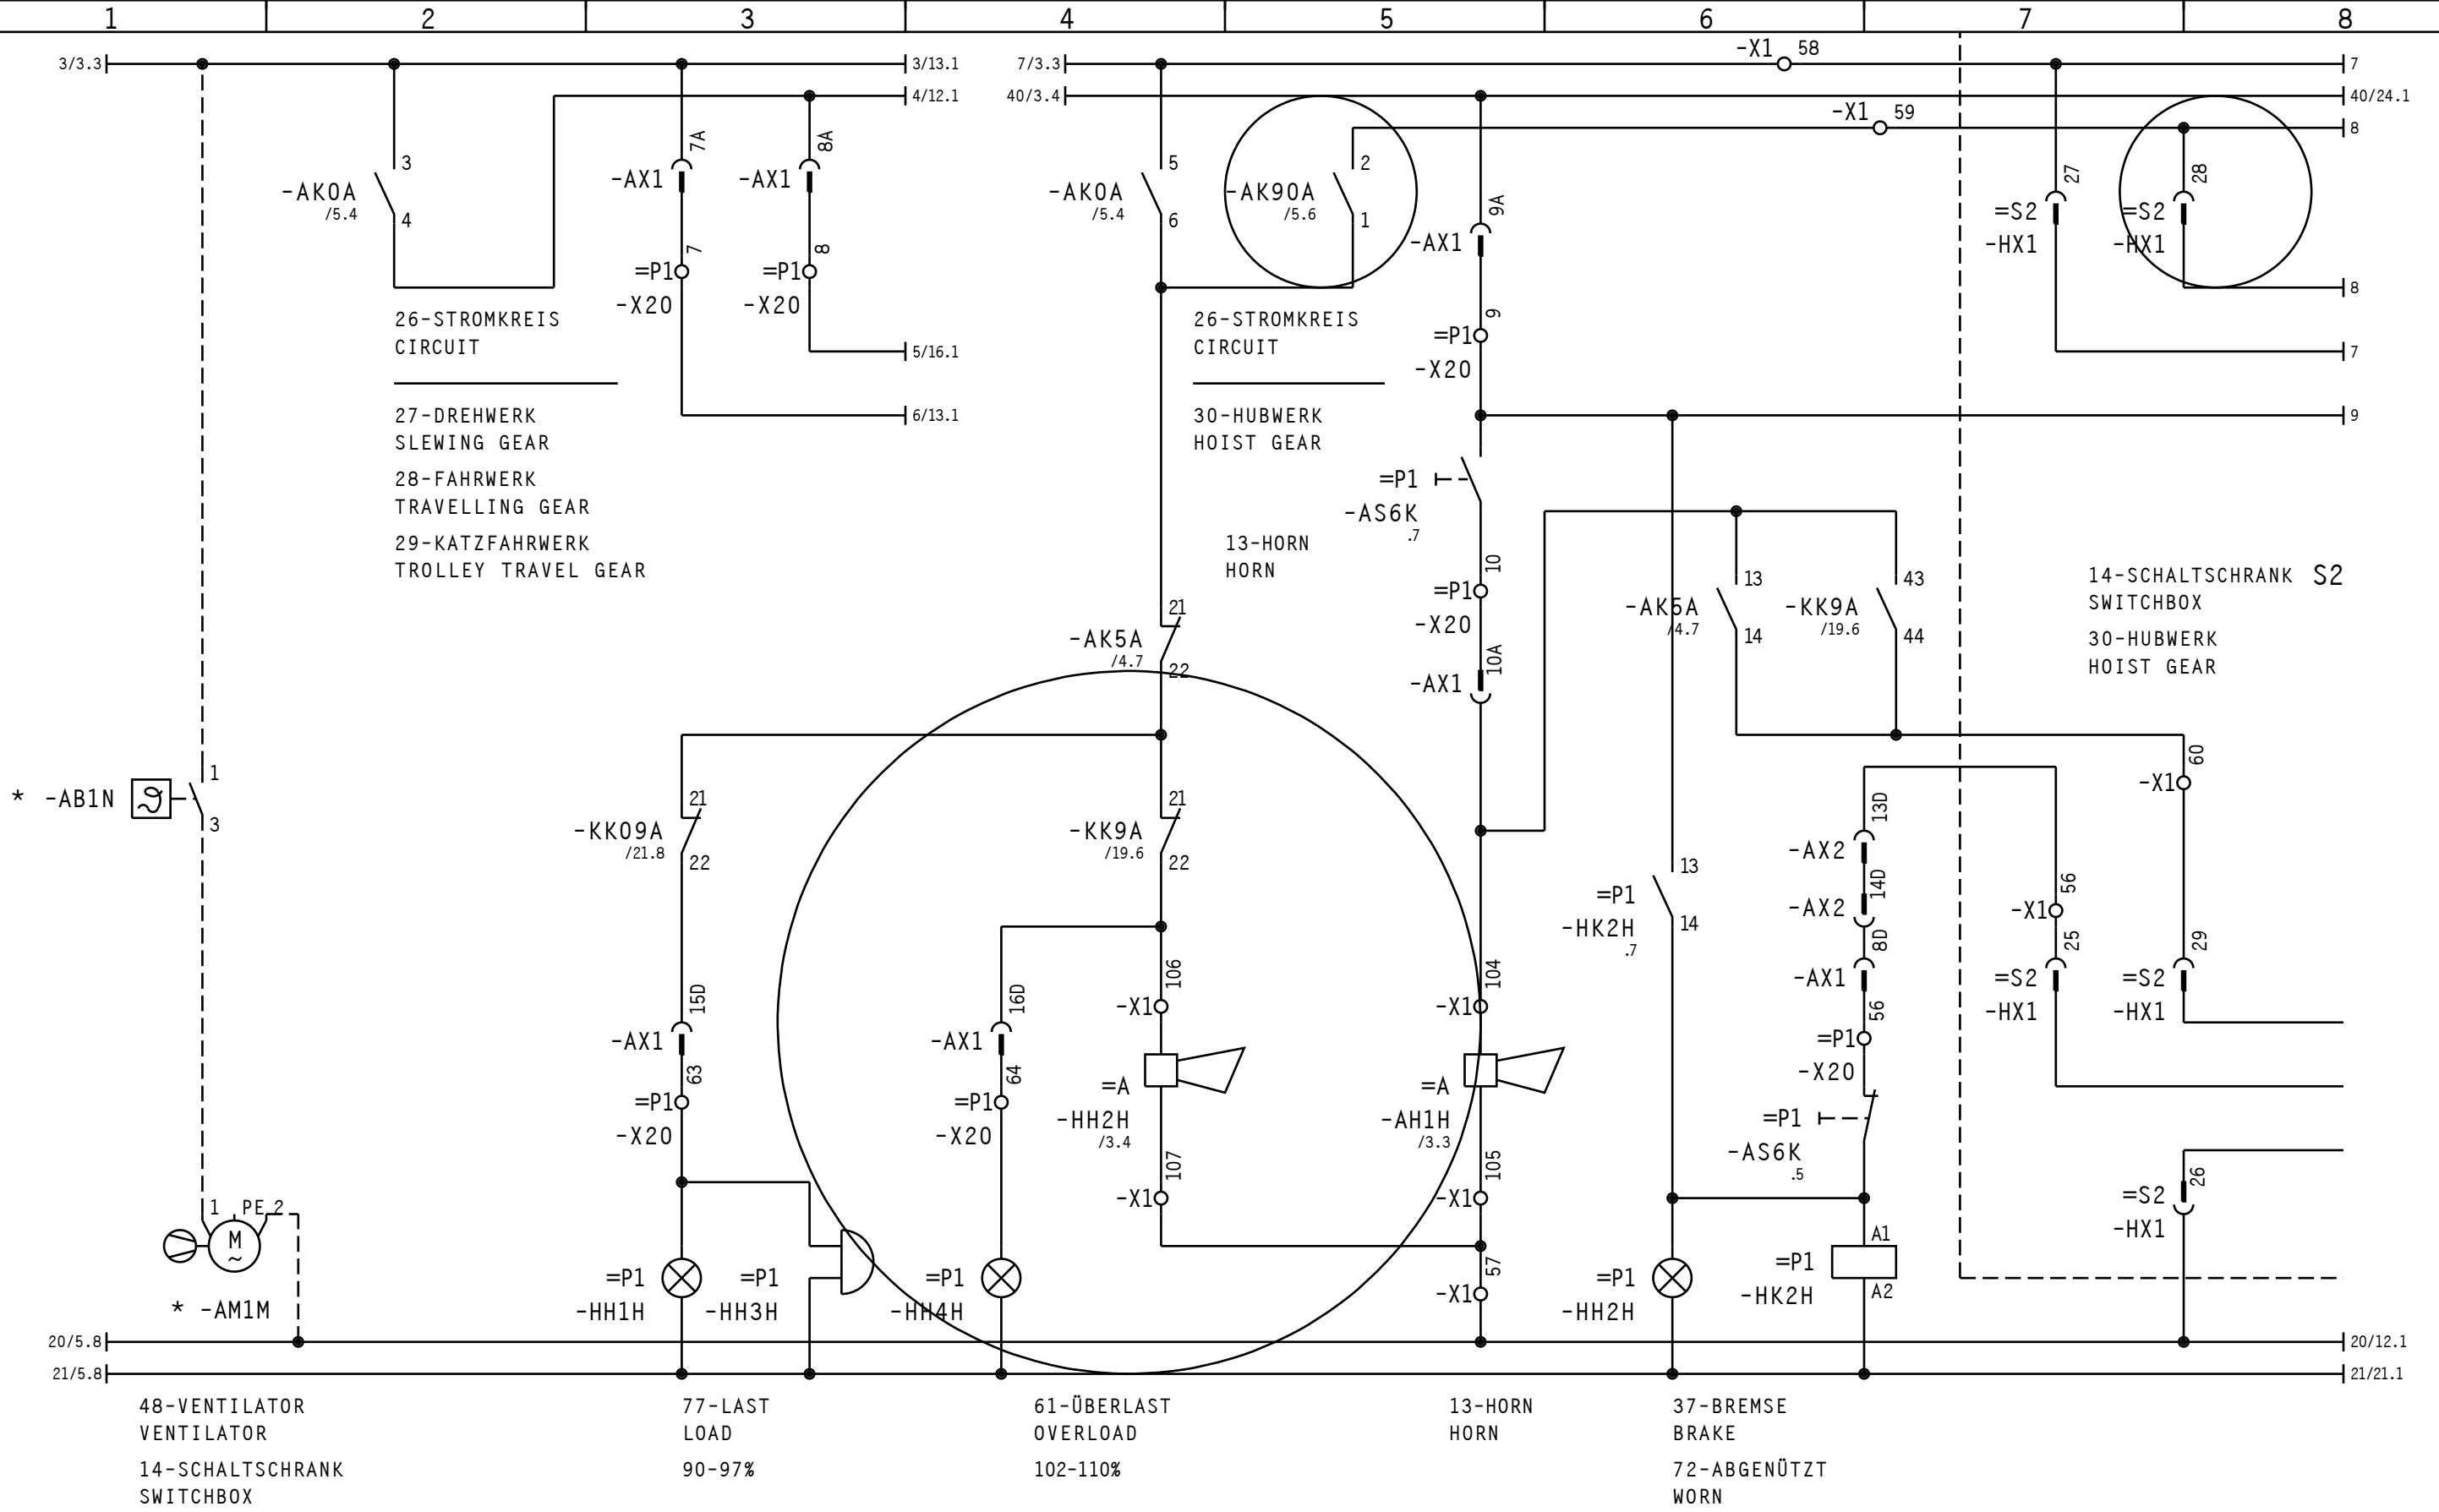 1 2 3 4 5 6 7 8
3/3.3
3/13.1
4/12.1
7/3.3
40/3.4
-X1 58
7
40/24.1
-X1 59
8
3
-AK0A
/5.4
4
7A
-AX1
7
=P1
-X20
8A
-AX1
8
=P1
-X20
5/16.1
6/13.1
26-STROMKREIS
CIRCUIT
27-DREHWERK
SLEWING GEAR
28-FAHRWERK
TRAVELLING GEAR
29-KATZFAHRWERK
TROLLEY TRAVEL GEAR
5
-AK0A
/5.4
6
2
-AK90A
/5.6
1
26-STROMKREIS
CIRCUIT
30-HUBWERK
HOIST GEAR
13-HORN
HORN
9A
-AX1
9
=P1
-X20
=P1
-AS6K
.7
10
=P1
-X20
10A
-AX1
27
=S2
-HX1
28
=S2
-HX1
8
7
9
13
-AK5A
/4.7
14
43
-KK9A
/19.6
44
14-SCHALTSCHRANK S2
SWITCHBOX
30-HUBWERK
HOIST GEAR
21
-AK5A
/4.7
22
* -AB1N
1
3
21
-KK09A
/21.8
22
21
-KK9A
/19.6
22
15D
-AX1
63
=P1
-X20
16D
-AX1
64
=P1
-X20
106
-X1
=A
-HH2H
/3.4
107
-X1
104
-X1
=A
-AH1H
/3.3
105
-X1
57
-X1
13
=P1
-HK2H
.7
14
13D
-AX2
14D
-AX2
8D
-AX1
56
=P1
-X20
=P1
-AS6K
.5
56
-X1
25
=S2
-HX1
60
-X1
29
=S2
-HX1
26
=S2
-HX1
1 PE 2
M
~
* -AM1M
=P1
-HH1H
=P1
-HH3H
=P1
-HH4H
=P1
-HH2H
A1
=P1
-HK2H
A2
20/5.8
20/12.1
21/5.8
21/21.1
48-VENTILATOR
VENTILATOR
14-SCHALTSCHRANK
SWITCHBOX
77-LAST
LOAD
90-97%
61-ÜBERLAST
OVERLOAD
102-110%
13-HORN
HORN
37-BREMSE
BRAKE
72-ABGENÜTZT
WORN